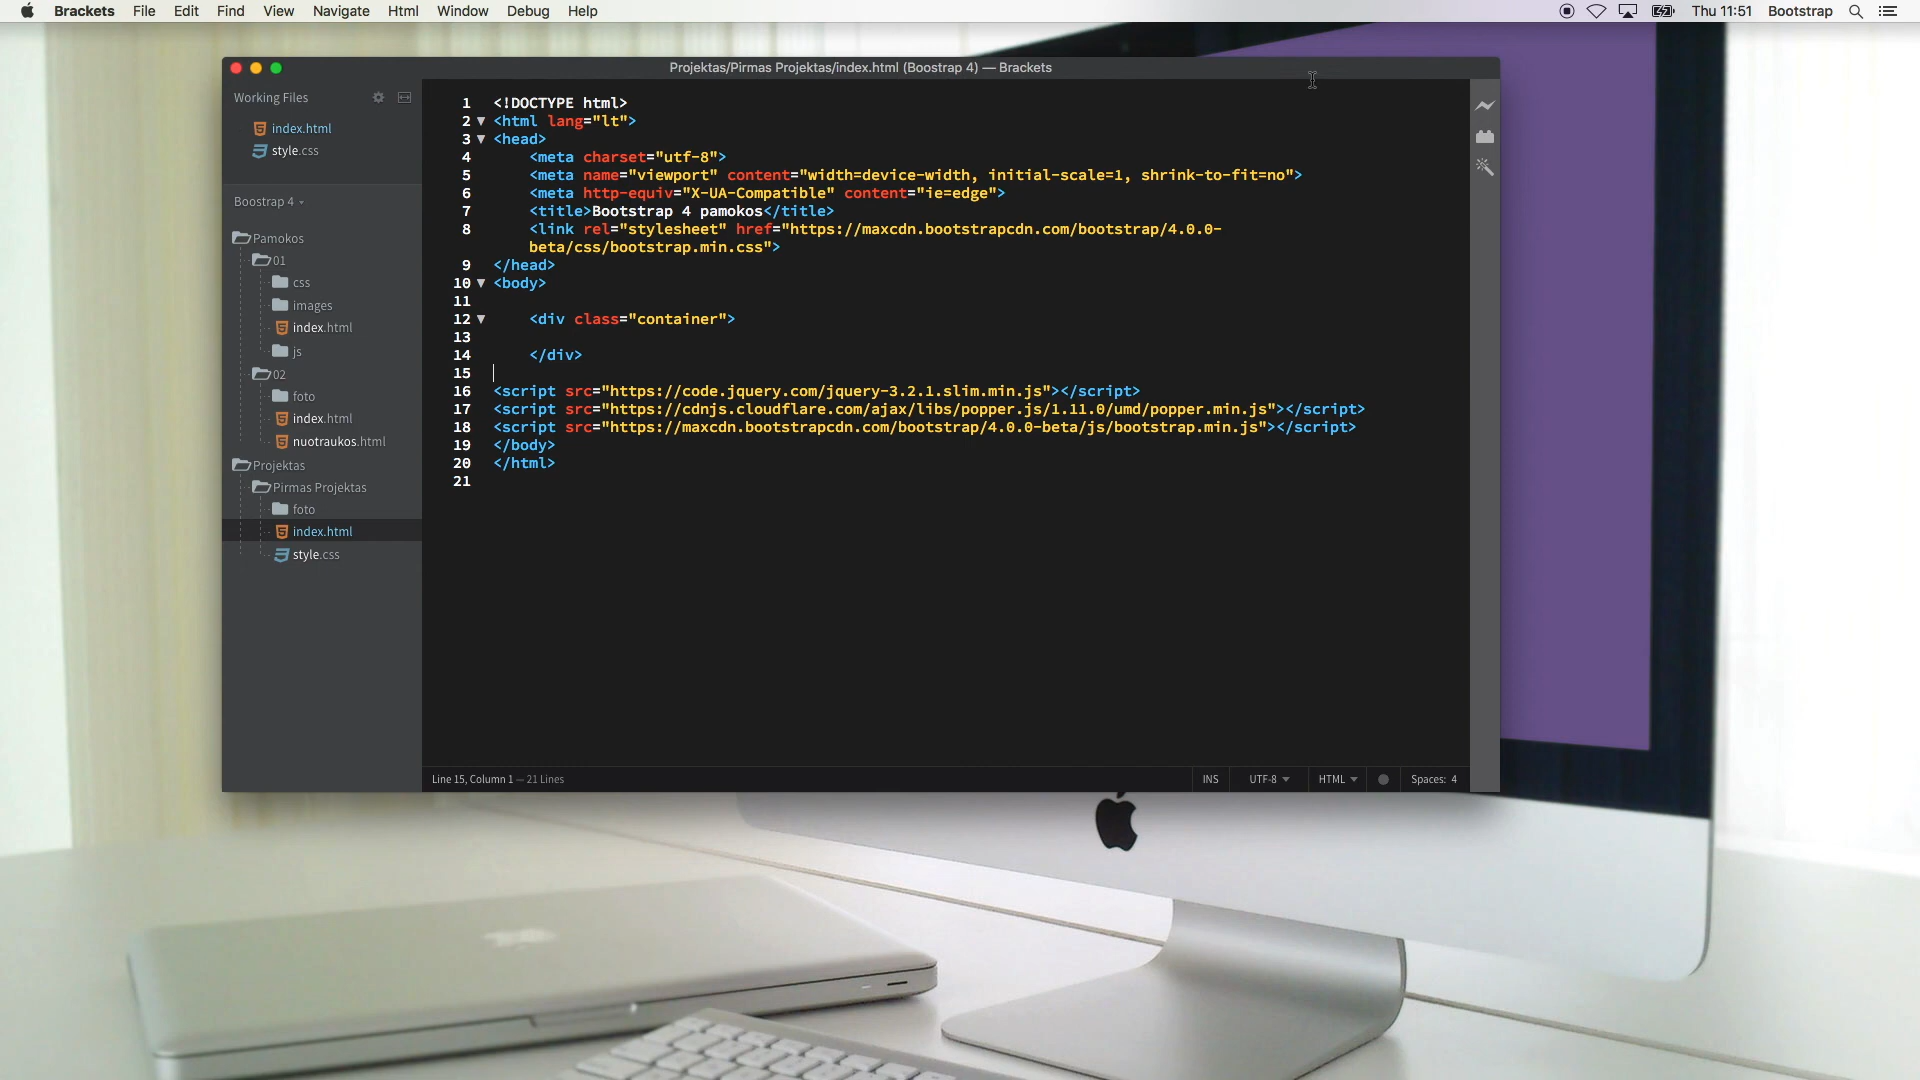 Brackets File Edit Find View Navigate Html Window Debug Help
Thu 11:51 Bootstrap
Projektas/Pirmas Projektas/index.html (Boostrap 4) — Brackets
Working Files
index.html
style.css
Boostrap 4
Pamokos
01
css
images
index.html
js
02
foto
index.html
nuotraukos.html
Projektas
Pirmas Projektas
foto
index.html
style.css
1 <!DOCTYPE html>
2 <html lang="lt">
3 <head>
4 <meta charset="utf-8">
5 <meta name="viewport" content="width=device-width, initial-scale=1, shrink-to-fit=no">
6 <meta http-equiv="X-UA-Compatible" content="ie=edge">
7 <title>Bootstrap 4 pamokos</title>
8 <link rel="stylesheet" href="https://maxcdn.bootstrapcdn.com/bootstrap/4.0.0-
beta/css/bootstrap.min.css">
9 </head>
10 <body>
11
12 <div class="container">
13
14 </div>
15
16 <script src="https://code.jquery.com/jquery-3.2.1.slim.min.js"></script>
17 <script src="https://cdnjs.cloudflare.com/ajax/libs/popper.js/1.11.0/umd/popper.min.js"></script>
18 <script src="https://maxcdn.bootstrapcdn.com/bootstrap/4.0.0-beta/js/bootstrap.min.js"></script>
19 </body>
20 </html>
21
Line 15, Column 1 — 21 Lines
INS UTF-8 HTML Spaces: 4